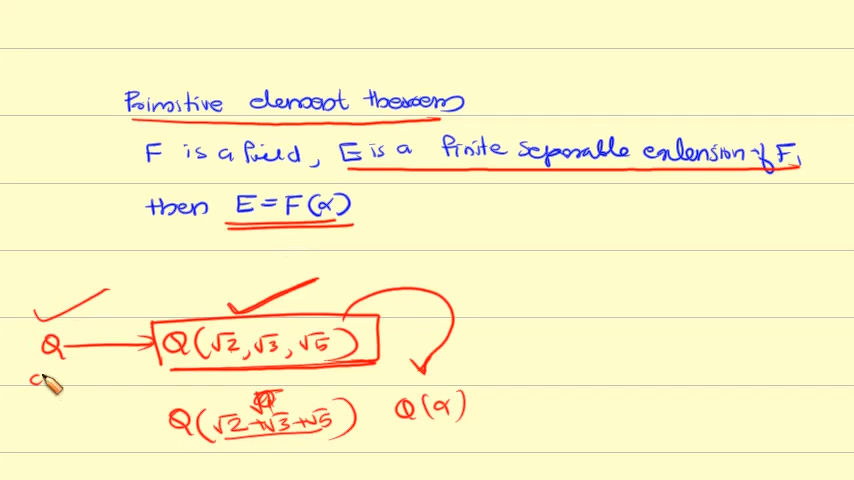 Primitive element theorem
F is a field, E is a finite separable extension of F,
then E = F(α)
Q → Q(√2, √3, √5)
Q(√2+√3+√5) Q(α)